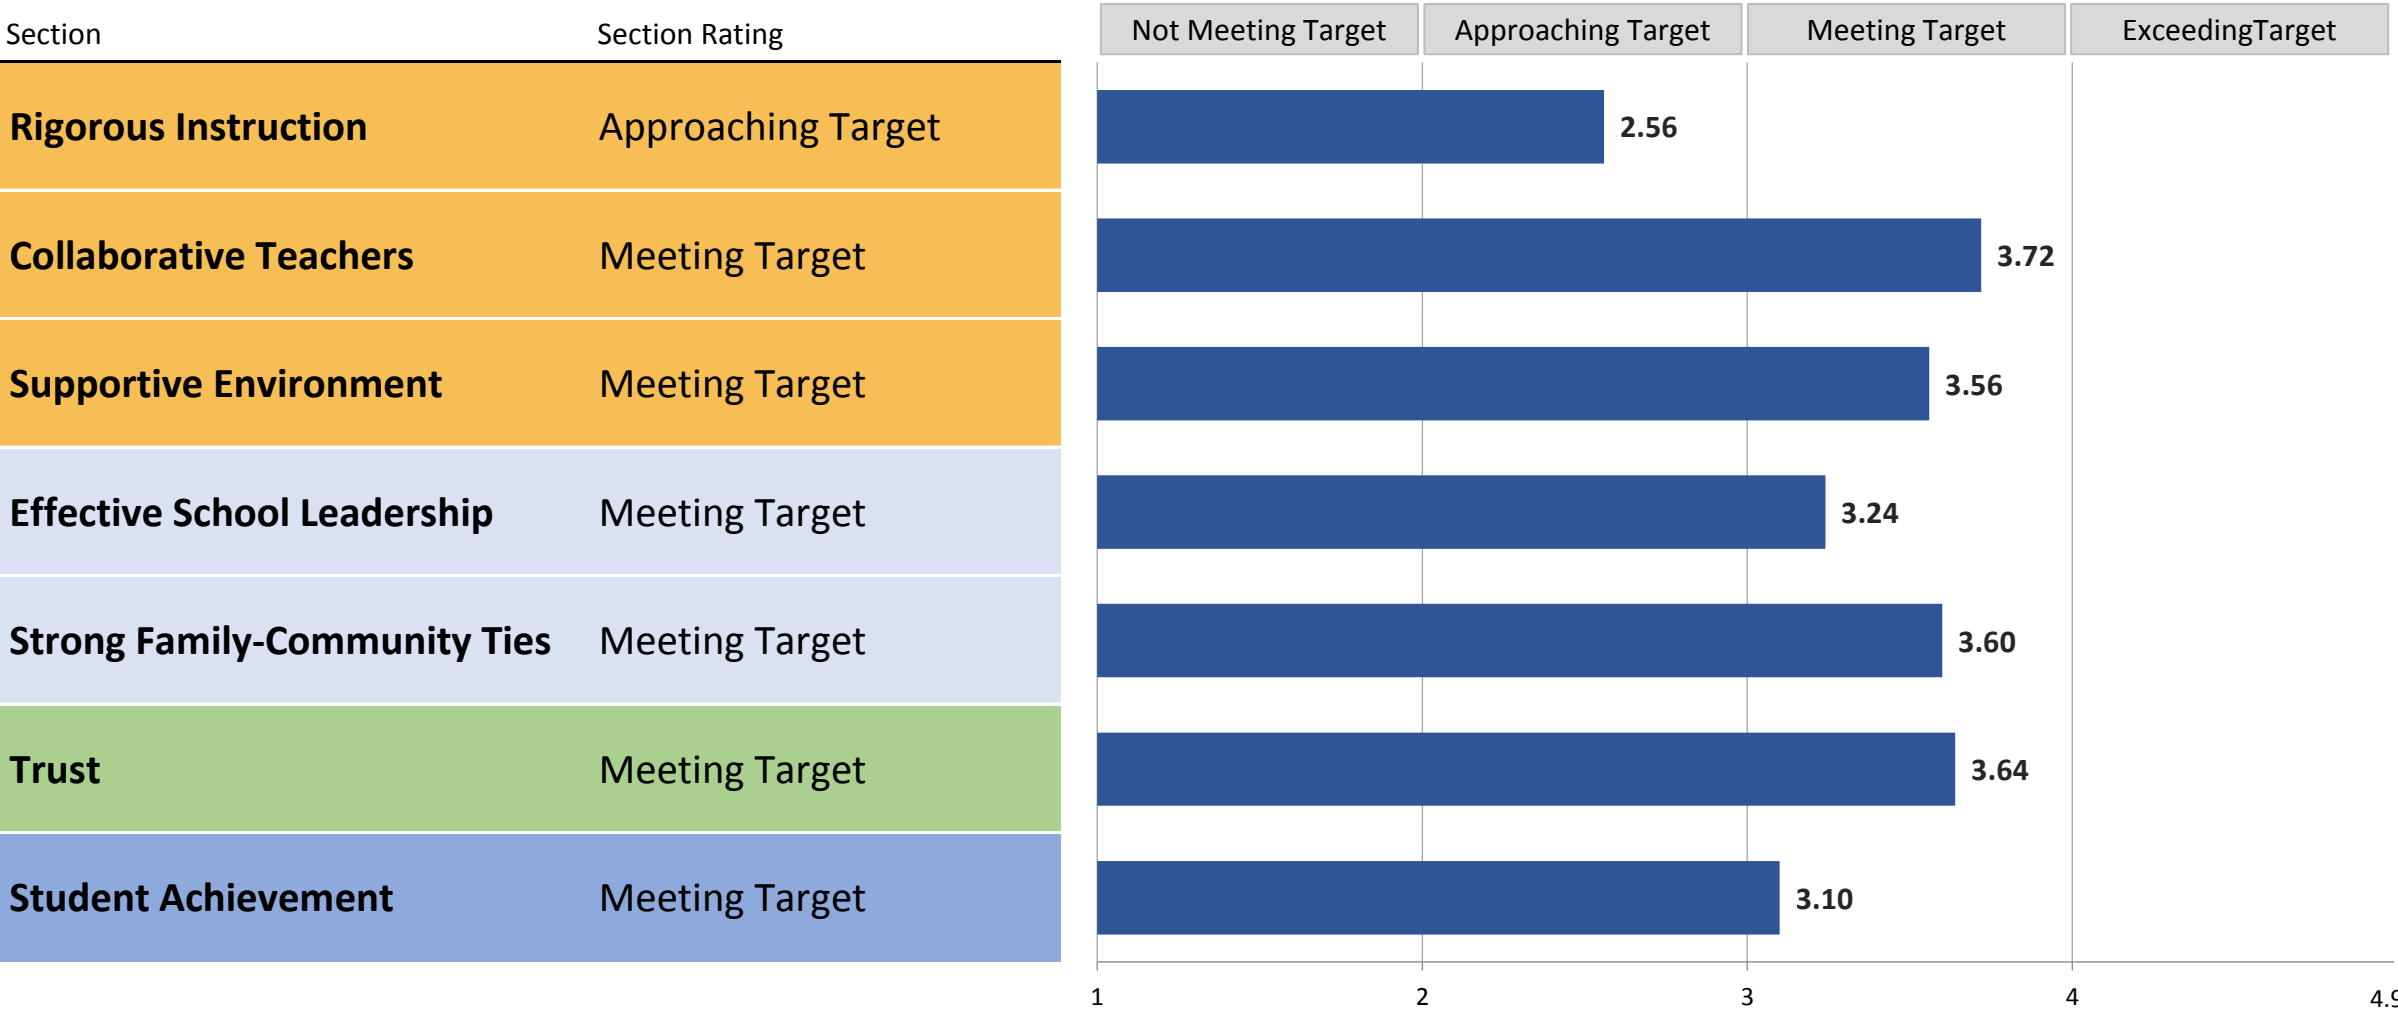 Section Section Rating Not Meeting Target Approaching Target Meeting Target ExceedingTarget
Rigorous Instruction Approaching Target 2.56
Collaborative Teachers Meeting Target 3.72
Supportive Environment Meeting Target 3.56
Effective School Leadership Meeting Target 3.24
Strong Family-Community Ties Meeting Target 3.60
Trust Meeting Target 3.64
Student Achievement Meeting Target 3.10
1 2 3 4 4.9